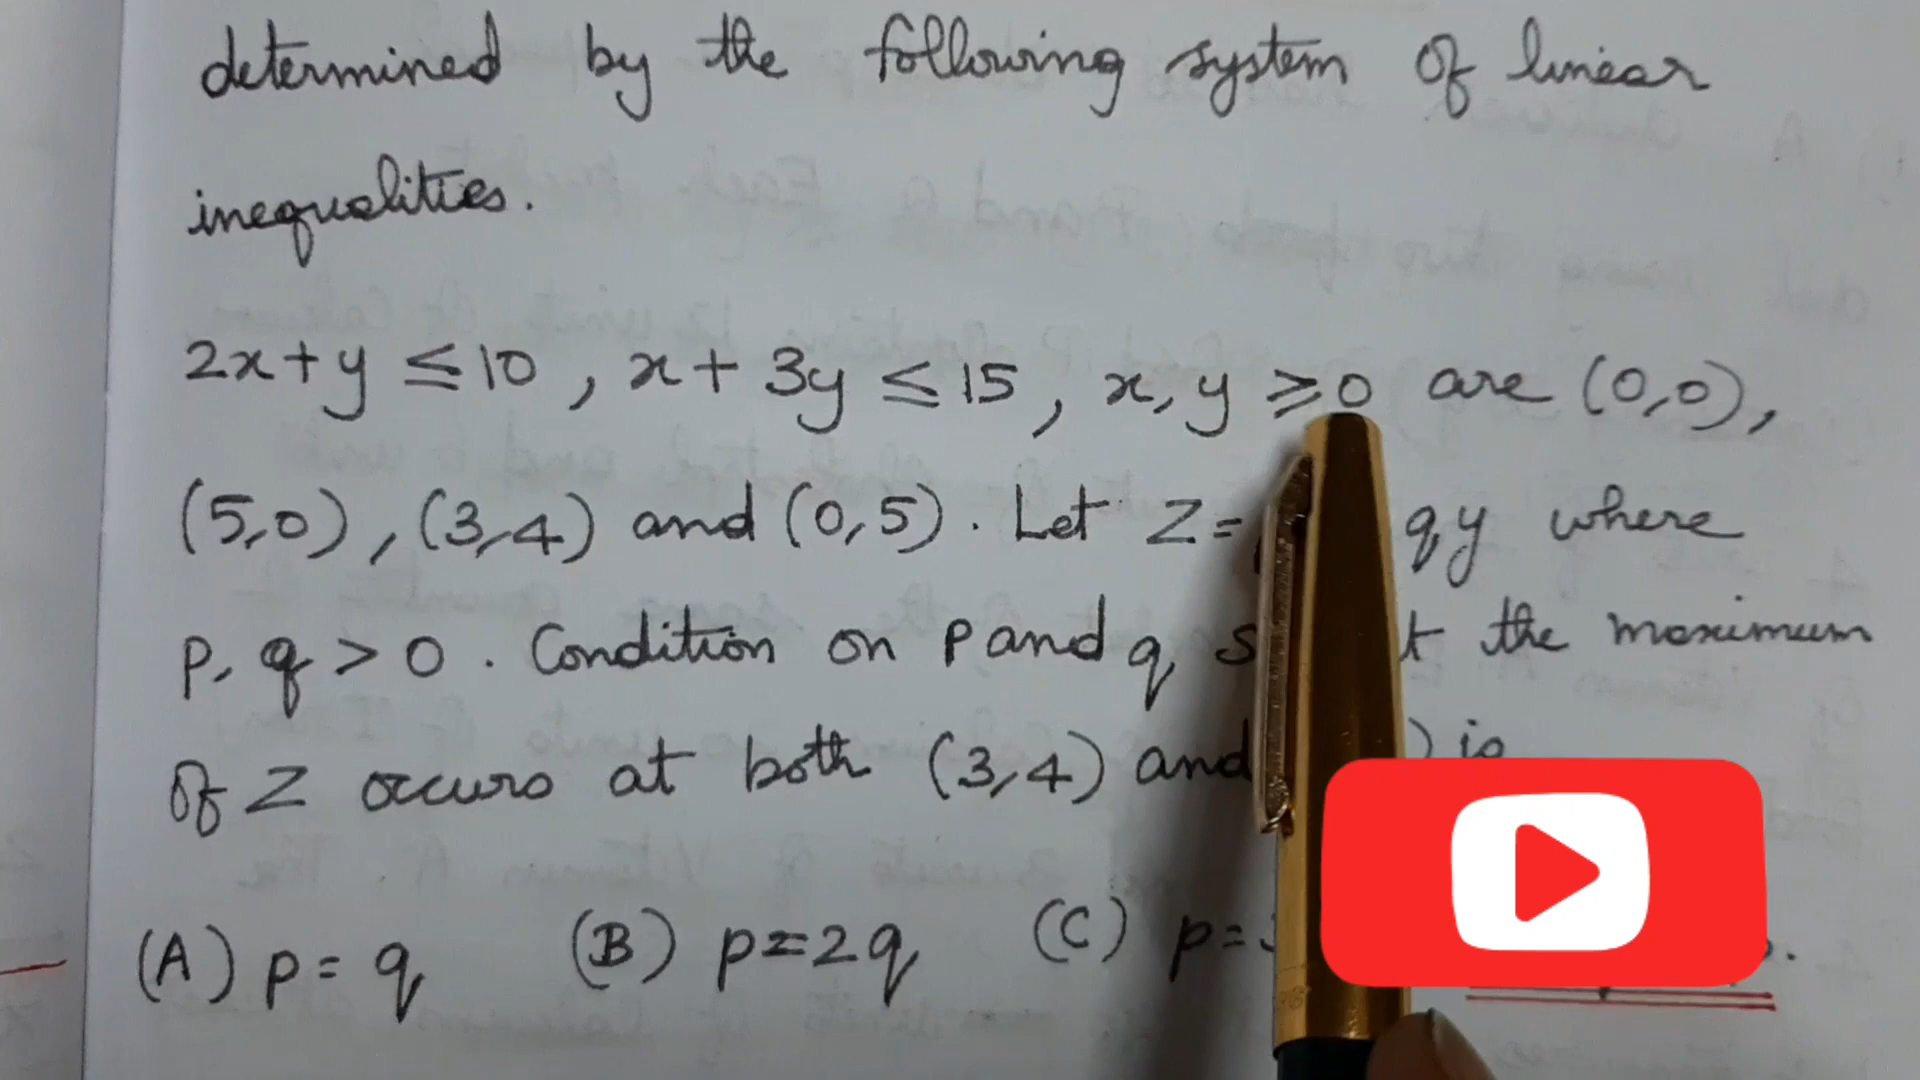 determined by the following system of linear
inequalities.
2x+y ≤ 10, x + 3y ≤ 15, x, y ≥ 0 are (0,0),
(5,0), (3,4) and (0,5). Let Z = qy where
p, q > 0. Condition on p and q the maximum
of Z occurs at both (3,4) and ) is
(A) p = q (B) p = 2q (C) p =